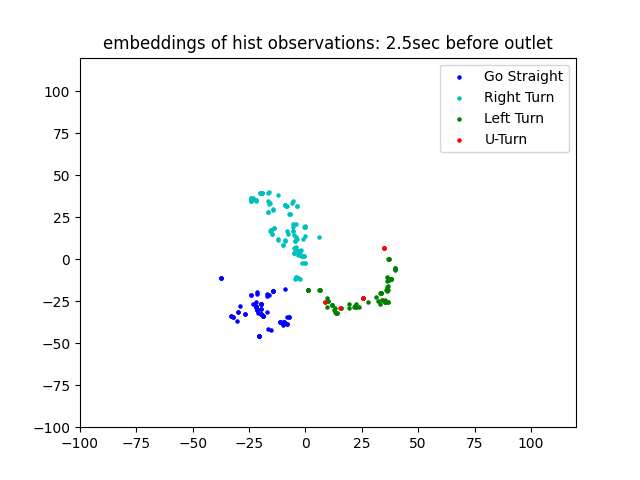 embeddings of hist observations: 2.5sec before outlet
Go Straight
Right Turn
Left Turn
U-Turn
100
75
50
25
0
−25
−50
−75
−100
−100 −75 −50 −25 0 25 50 75 100